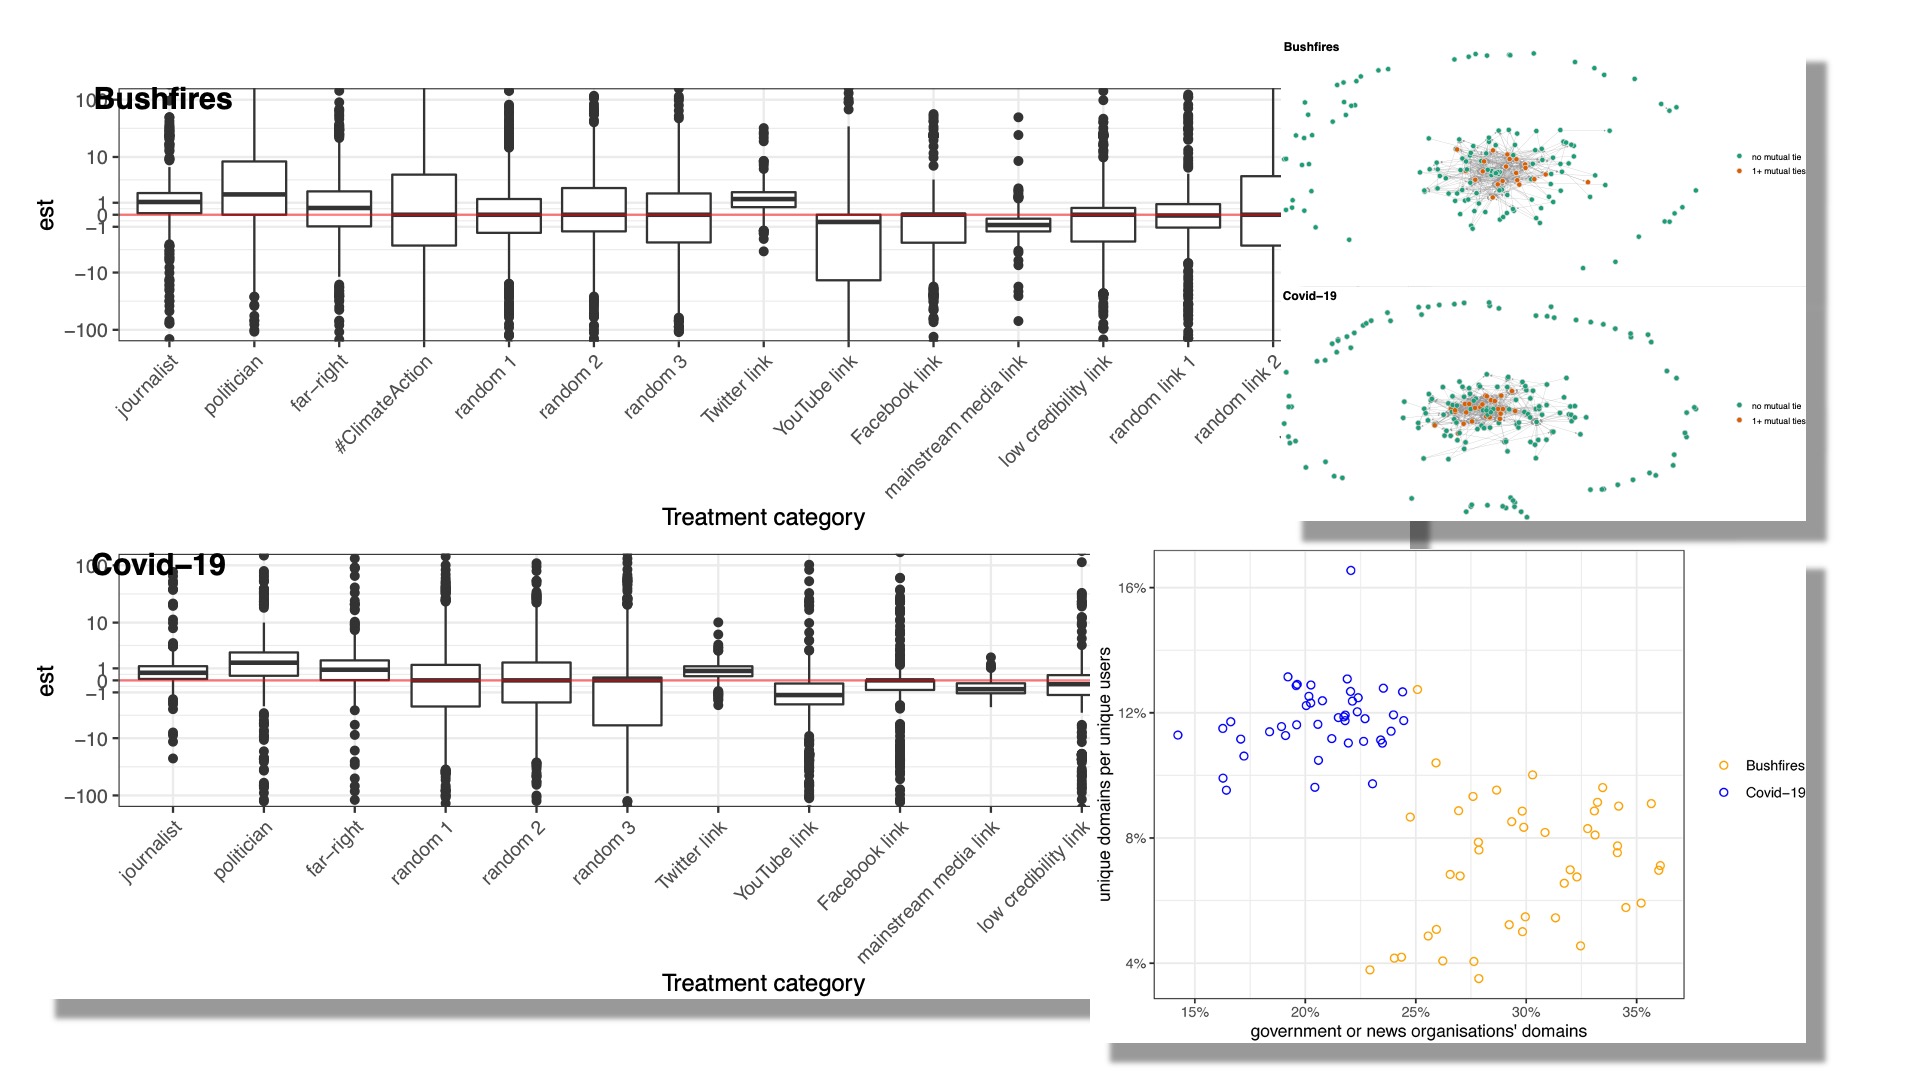 Bushfires
100
10
1
0
−1
−10
−100
est
journalist
politician
far−right
#ClimateAction
random 1
random 2
random 3
Twitter link
YouTube link
Facebook link
mainstream media link
low credibility link
random link 1
random link 2
Treatment category
Bushfires
no mutual tie
1+ mutual ties
Covid−19
no mutual tie
1+ mutual ties
Covid−19
100
10
1
0
−1
−10
−100
est
journalist
politician
far−right
random 1
random 2
random 3
Twitter link
YouTube link
Facebook link
mainstream media link
low credibility link
Treatment category
16%
12%
8%
4%
unique domains per unique users
15%
20%
25%
30%
35%
government or news organisations' domains
Bushfires
Covid−19